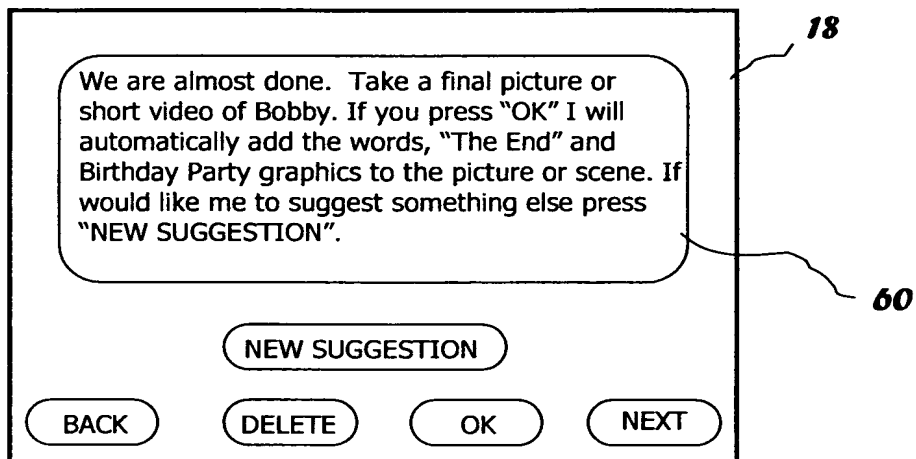 18
We are almost done. Take a final picture or
short video of Bobby. If you press “OK” I will
automatically add the words, “The End” and
Birthday Party graphics to the picture or scene. If
would like me to suggest something else press
“NEW SUGGESTION”.
60
NEW SUGGESTION
BACK DELETE OK NEXT